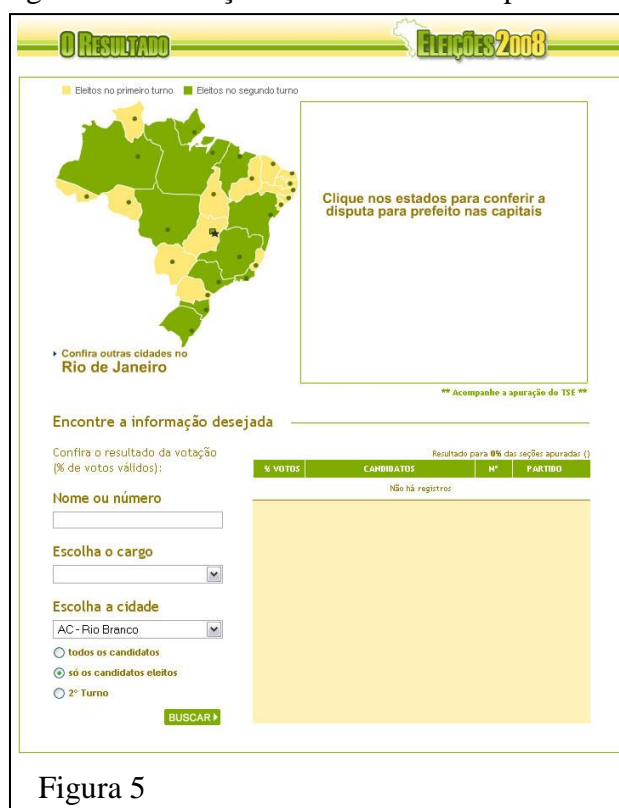 O RESULTADO
ELEIÇÕES 2008
Eleitos no primeiro turno Eleitos no segundo turno
Clique nos estados para conferir a
disputa para prefeito nas capitais
Confira outras cidades no
Rio de Janeiro
** Acompanhe a apuração do TSE **
Encontre a informação desejada
Confira o resultado da votação
(% de votos válidos):
Resultado para 0% das seções apuradas ()
% VOTOS CANDIDATOS Nº PARTIDO
Não há registros
Nome ou número
Escolha o cargo
Escolha a cidade
AC - Rio Branco
todos os candidatos
só os candidatos eleitos
2º Turno
BUSCAR
Figura 5